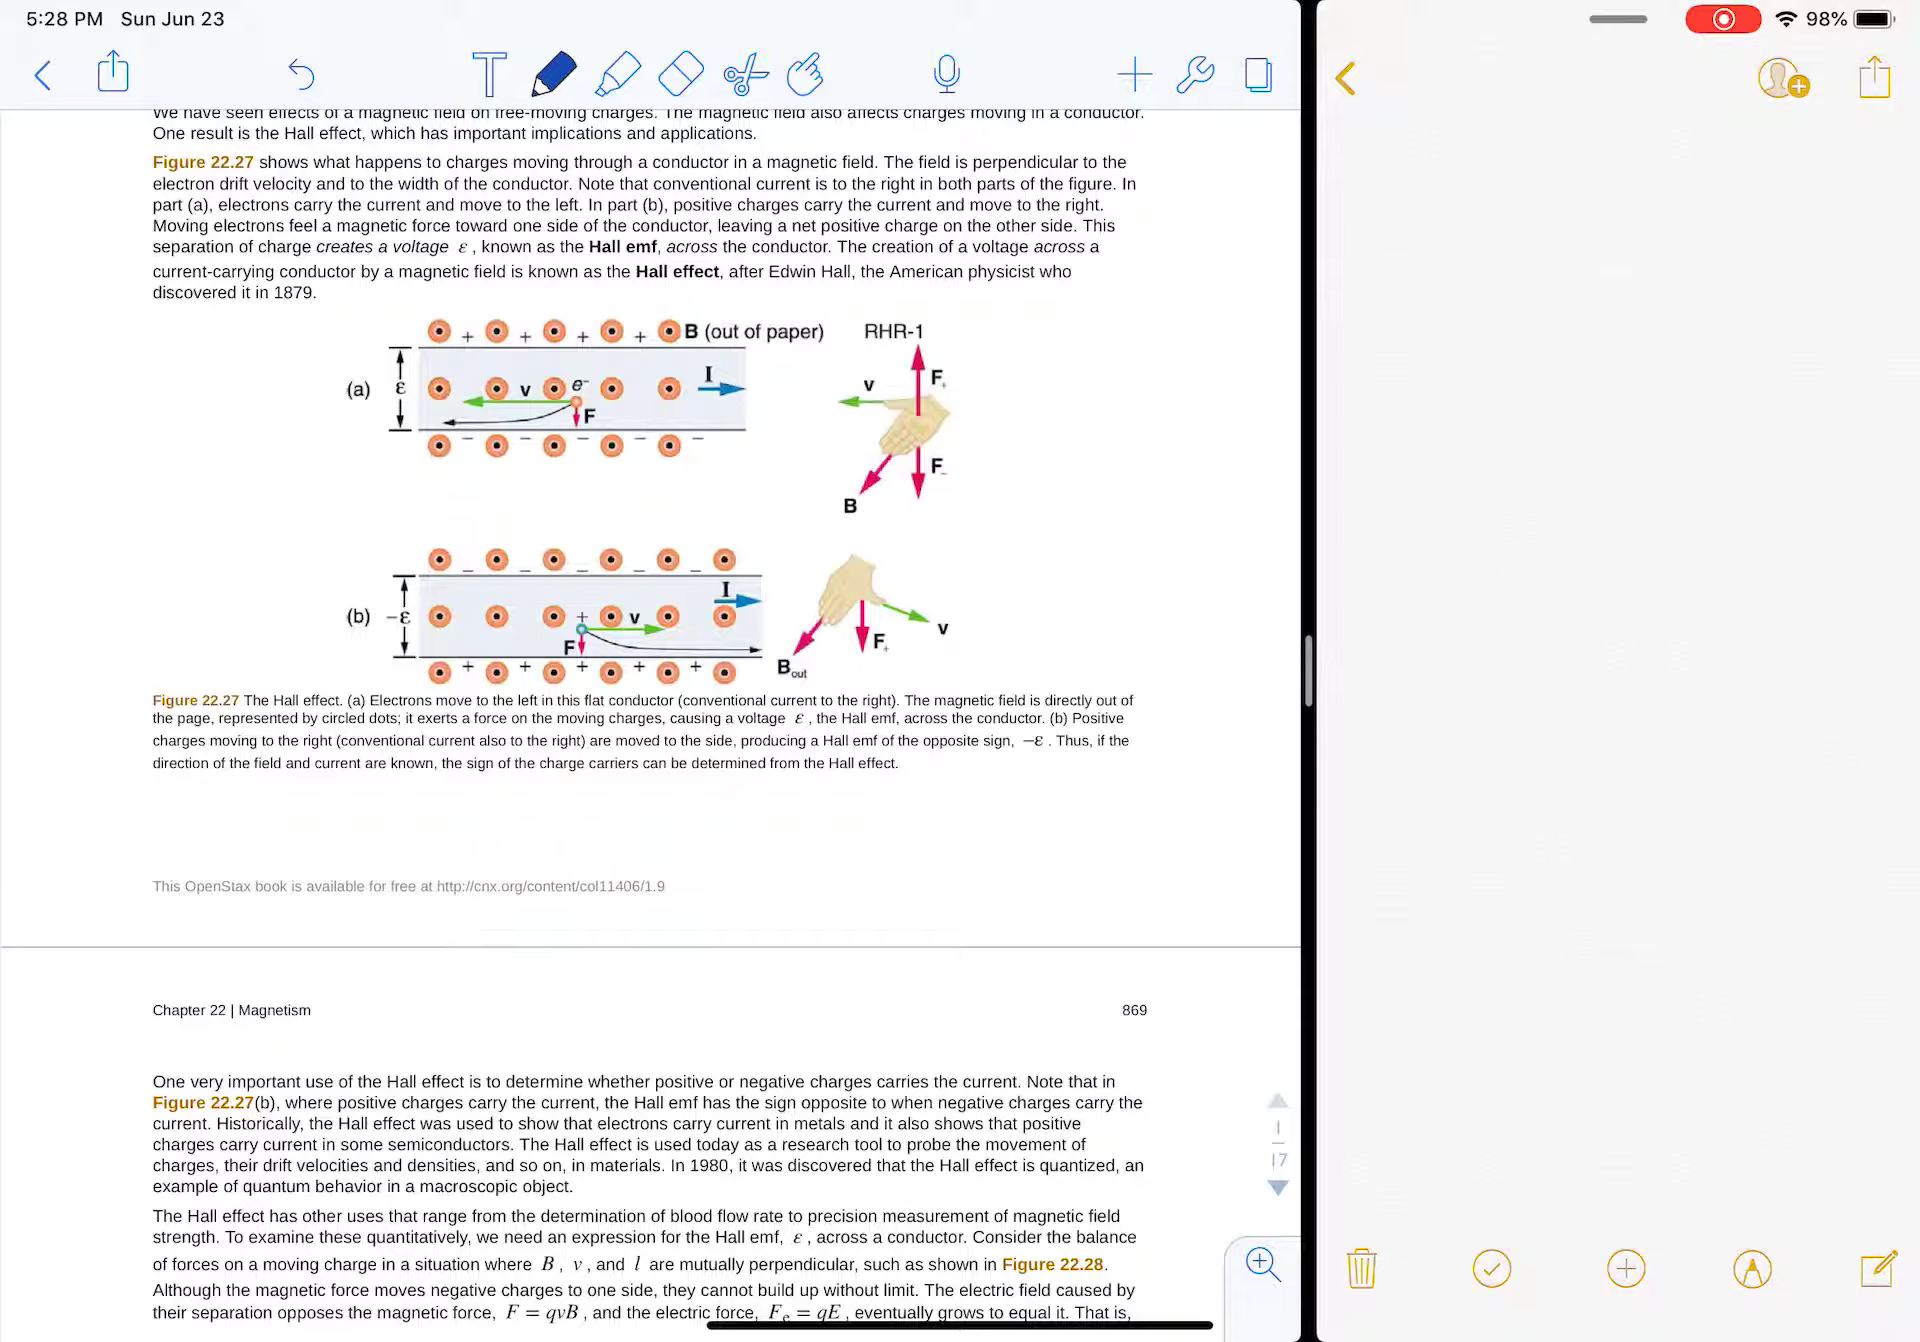 5:28 PM Sun Jun 23
98%
We have seen effects of a magnetic field on free-moving charges. The magnetic field also affects charges moving in a conductor.
One result is the Hall effect, which has important implications and applications.
Figure 22.27 shows what happens to charges moving through a conductor in a magnetic field. The field is perpendicular to the
electron drift velocity and to the width of the conductor. Note that conventional current is to the right in both parts of the figure. In
part (a), electrons carry the current and move to the left. In part (b), positive charges carry the current and move to the right.
Moving electrons feel a magnetic force toward one side of the conductor, leaving a net positive charge on the other side. This
separation of charge creates a voltage ε , known as the Hall emf, across the conductor. The creation of a voltage across a
current-carrying conductor by a magnetic field is known as the Hall effect, after Edwin Hall, the American physicist who
discovered it in 1879.
+ + + + B (out of paper) RHR-1
(a) ε v e⁻ I F
− − − − −
v F₊ F₋ B
− − − − −
(b) −ε + v I F
+ + + + +
Bout F₊ v
Figure 22.27 The Hall effect. (a) Electrons move to the left in this flat conductor (conventional current to the right). The magnetic field is directly out of
the page, represented by circled dots; it exerts a force on the moving charges, causing a voltage ε , the Hall emf, across the conductor. (b) Positive
charges moving to the right (conventional current also to the right) are moved to the side, producing a Hall emf of the opposite sign, −ε . Thus, if the
direction of the field and current are known, the sign of the charge carriers can be determined from the Hall effect.
This OpenStax book is available for free at http://cnx.org/content/col11406/1.9
Chapter 22 | Magnetism 869
One very important use of the Hall effect is to determine whether positive or negative charges carries the current. Note that in
Figure 22.27(b), where positive charges carry the current, the Hall emf has the sign opposite to when negative charges carry the
current. Historically, the Hall effect was used to show that electrons carry current in metals and it also shows that positive
charges carry current in some semiconductors. The Hall effect is used today as a research tool to probe the movement of
charges, their drift velocities and densities, and so on, in materials. In 1980, it was discovered that the Hall effect is quantized, an
example of quantum behavior in a macroscopic object.
The Hall effect has other uses that range from the determination of blood flow rate to precision measurement of magnetic field
strength. To examine these quantitatively, we need an expression for the Hall emf, ε , across a conductor. Consider the balance
of forces on a moving charge in a situation where B , v , and l are mutually perpendicular, such as shown in Figure 22.28.
Although the magnetic force moves negative charges to one side, they cannot build up without limit. The electric field caused by
their separation opposes the magnetic force, F = qvB , and the electric force, Fe = qE , eventually grows to equal it. That is,
1
17